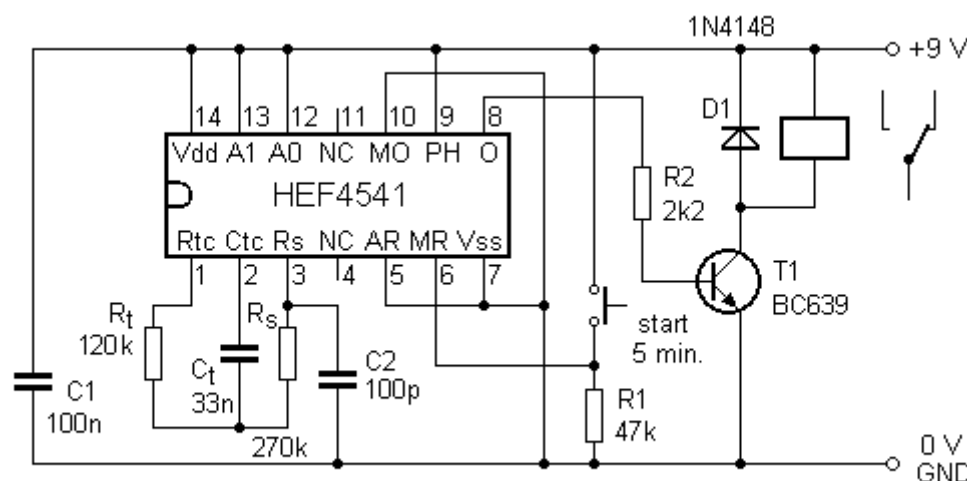 1N4148
+9 V
14 13 12 11 10 9 8
Vdd A1 A0 NC MO PH O
HEF4541
Rtc Ctc Rs NC AR MR Vss
1 2 3 4 5 6 7
D1
R2
2k2
T1
BC639
Rt
120k
Ct
33n
Rs
270k
C2
100p
C1
100n
start
5 min.
R1
47k
0 V
GND